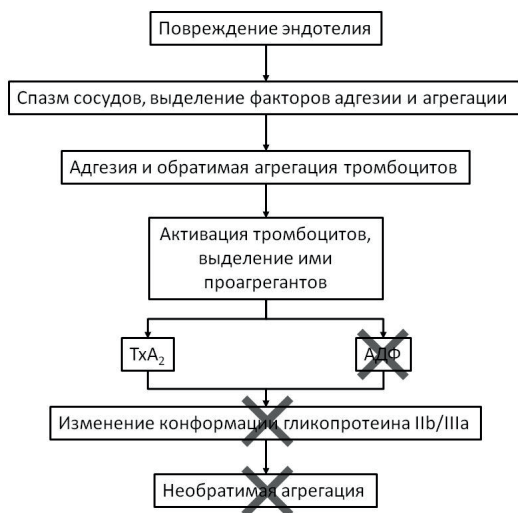 Повреждение эндотелия
Спазм сосудов, выделение факторов адгезии и агрегации
Адгезия и обратимая агрегация тромбоцитов
Активация тромбоцитов,
выделение ими
проагрегантов
TxA₂
АДФ
Изменение конформации гликопротеина IIb/IIIa
Необратимая агрегация